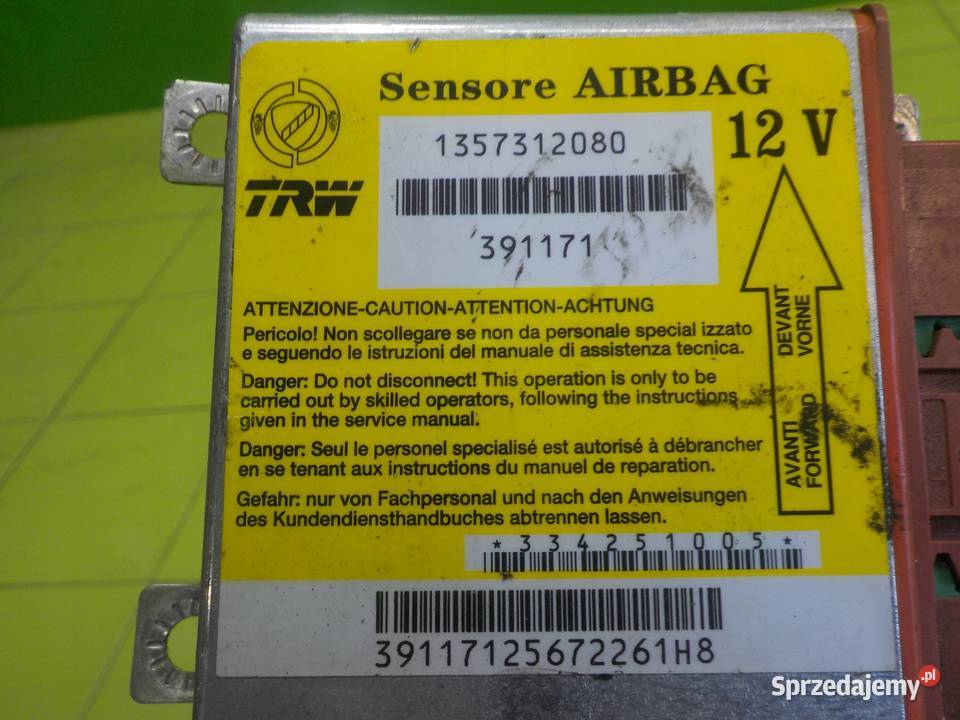 Sensore AIRBAG
1357312080
12 V
TRW
391171
ATTENZIONE-CAUTION-ATTENTION-ACHTUNG
Pericolo! Non scollegare se non da personale special izzato
e seguendo le istruzioni del manuale di assistenza tecnica.
Danger: Do not disconnect! This operation is only to be
carried out by skilled operators, following the instructions
given in the service manual.
Danger: Seul le personel specialisé est autorisé à débrancher
en se tenant aux instructions du manuel de reparation.
Gefahr: nur von Fachpersonal und nach den Anweisungen
des Kundendiensthandbuches abtrennen lassen.
AVANTI DEVANT
FORWARD VORNE
*334251005*
39117125672261H8
Sprzedajemy.pl